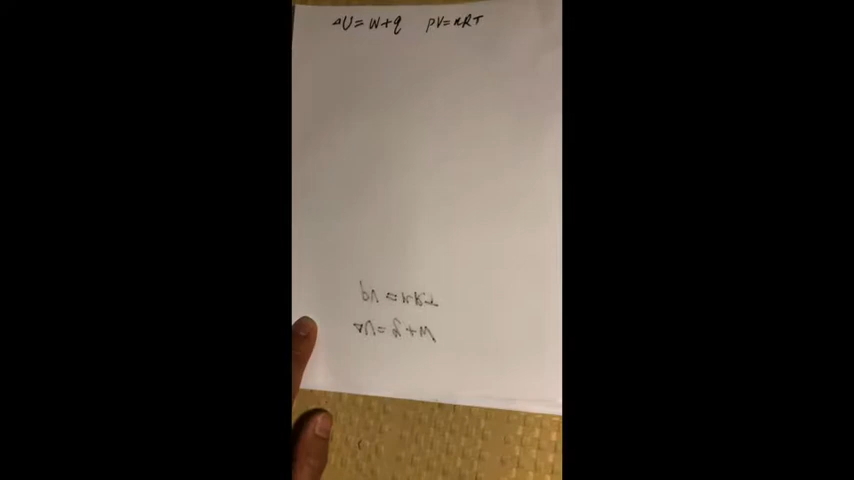 ΔU = W + q PV = nRT
PV = nRT
ΔU = q + W